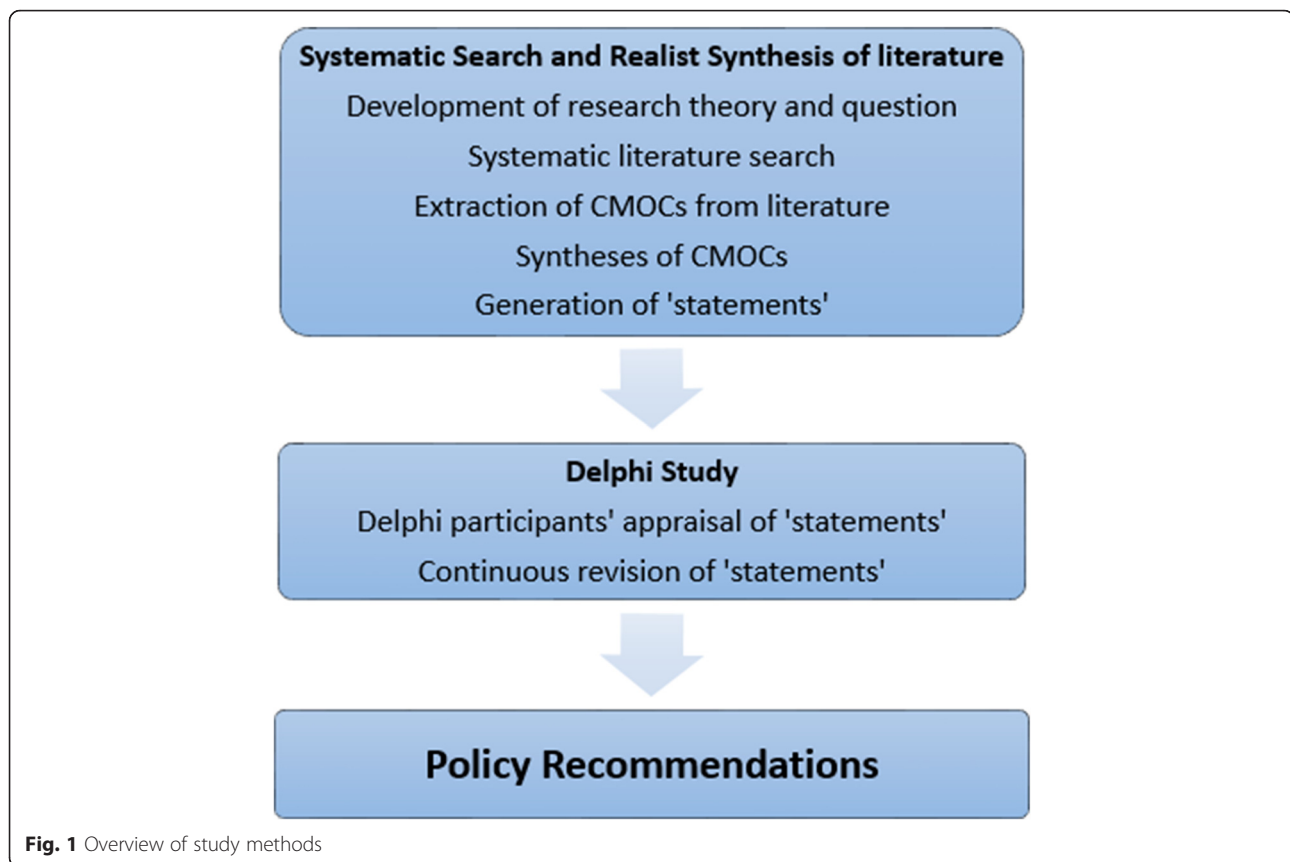 Systematic Search and Realist Synthesis of literature
Development of research theory and question
Systematic literature search
Extraction of CMOCs from literature
Syntheses of CMOCs
Generation of 'statements'
Delphi Study
Delphi participants' appraisal of 'statements'
Continuous revision of 'statements'
Policy Recommendations
Fig. 1 Overview of study methods